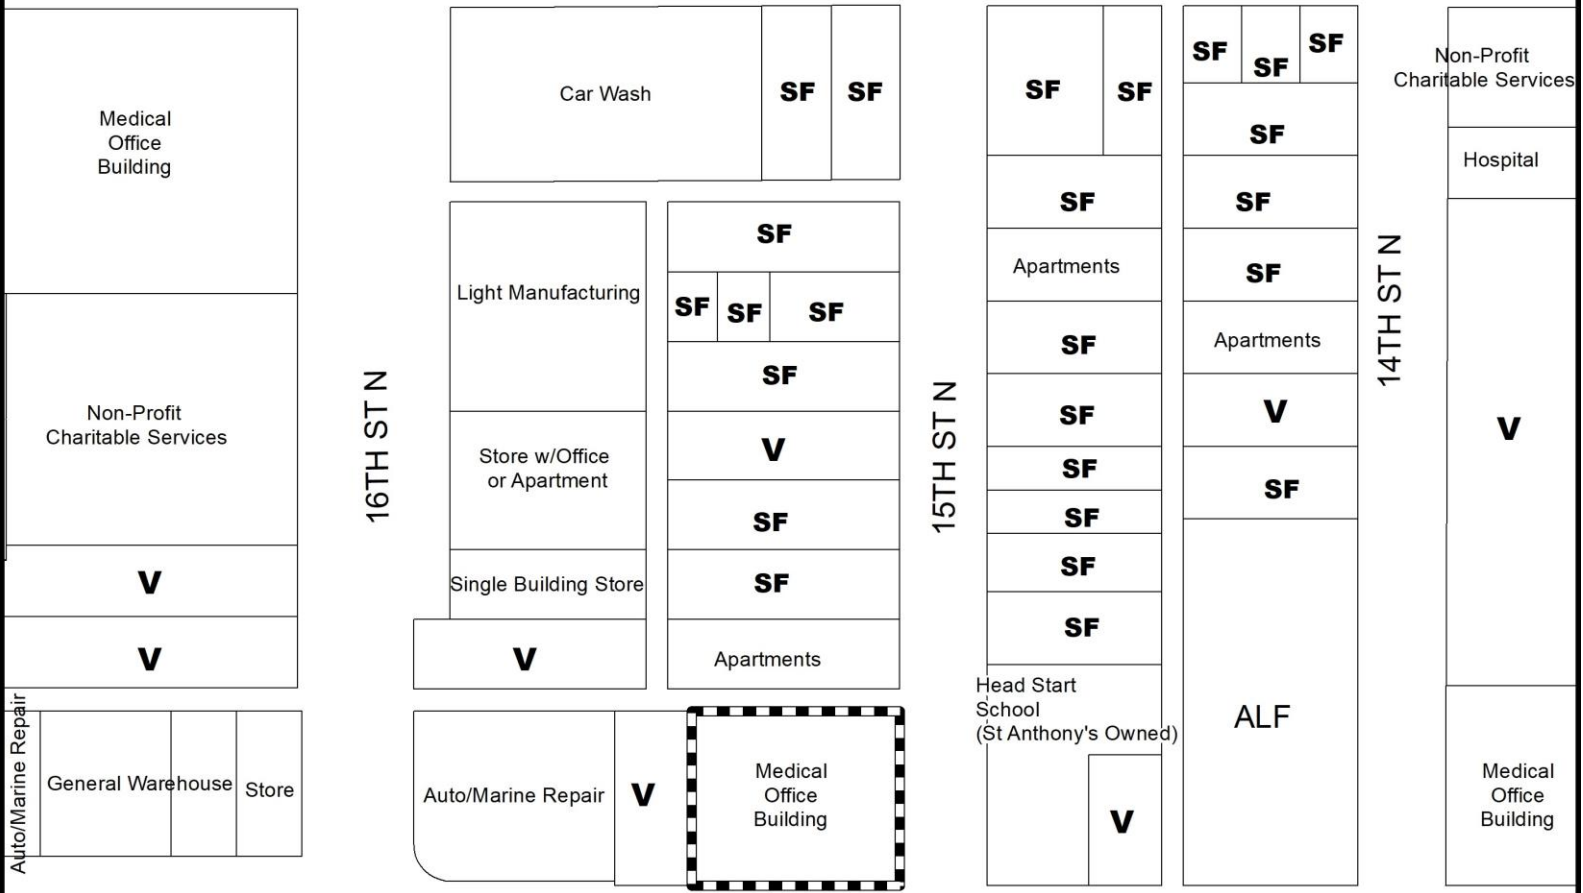 Medical
Office
Building
Non-Profit
Charitable Services
V
V
Auto/Marine Repair
General Warehouse
Store
16TH ST N
Car Wash
SF
SF
Light Manufacturing
Store w/Office
or Apartment
Single Building Store
V
SF
SF
SF
SF
SF
V
SF
SF
Apartments
Auto/Marine Repair
V
Medical
Office
Building
15TH ST N
SF
SF
SF
Apartments
SF
SF
SF
SF
SF
SF
Head Start
School
(St Anthony's Owned)
V
SF
SF
SF
SF
SF
SF
Apartments
V
SF
ALF
14TH ST N
Non-Profit
Charitable Services
Hospital
V
Medical
Office
Building